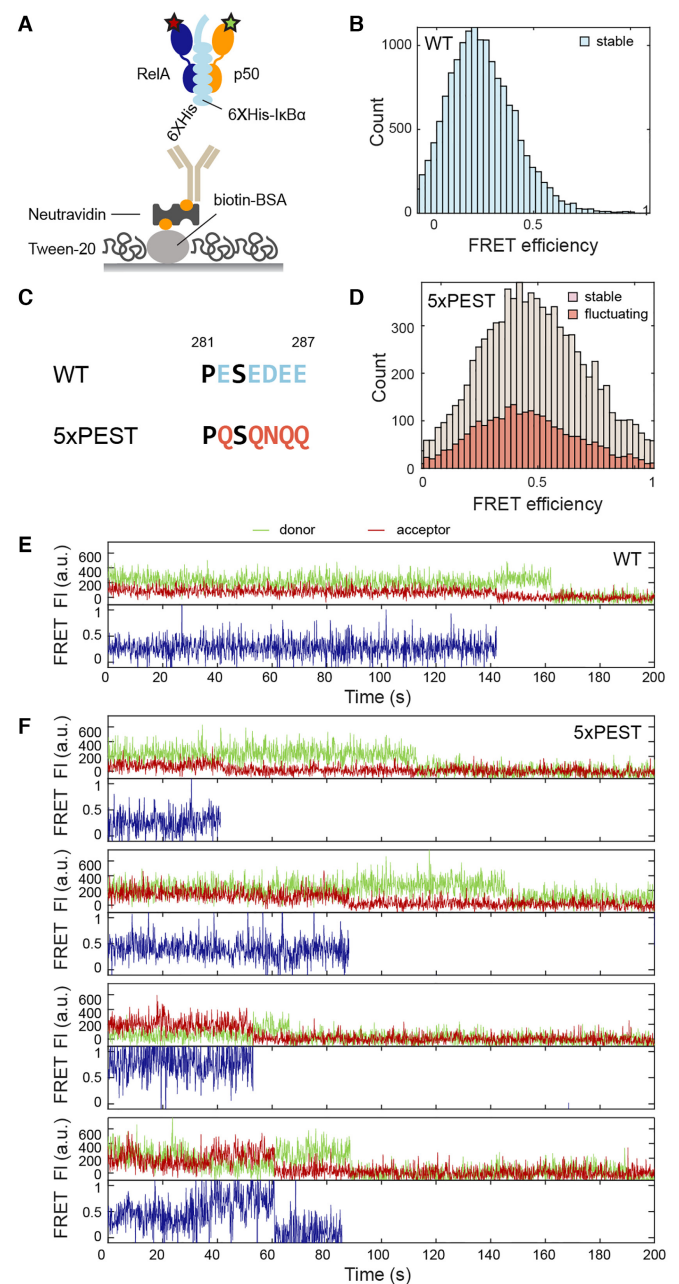 A
RelA
p50
6XHis
6XHis-IκBα
biotin-BSA
Neutravidin
Tween-20
B
WT
stable
1000
500
0
Count
0
0.5
1
FRET efficiency
C
281
287
WT
PESEDEE
5xPEST
PQSQNQQ
D
5xPEST
stable
fluctuating
300
200
100
0
Count
0
0.5
1
FRET efficiency
donor
acceptor
E
WT
600
400
200
1
FI (a.u.)
1
0.5
0
FRET
0 20 40 60 80 100 120 140 160 180 200
Time (s)
F
5xPEST
600
400
200
0
FI (a.u.)
1
0.5
0
FRET
600
400
200
0
FI (a.u.)
1
0.5
0
FRET
600
400
200
0
FI (a.u.)
1
0.5
0
FRET
600
400
200
0
FI (a.u.)
1
0.5
0
FRET
0 20 40 60 80 100 120 140 160 180 200
Time (s)